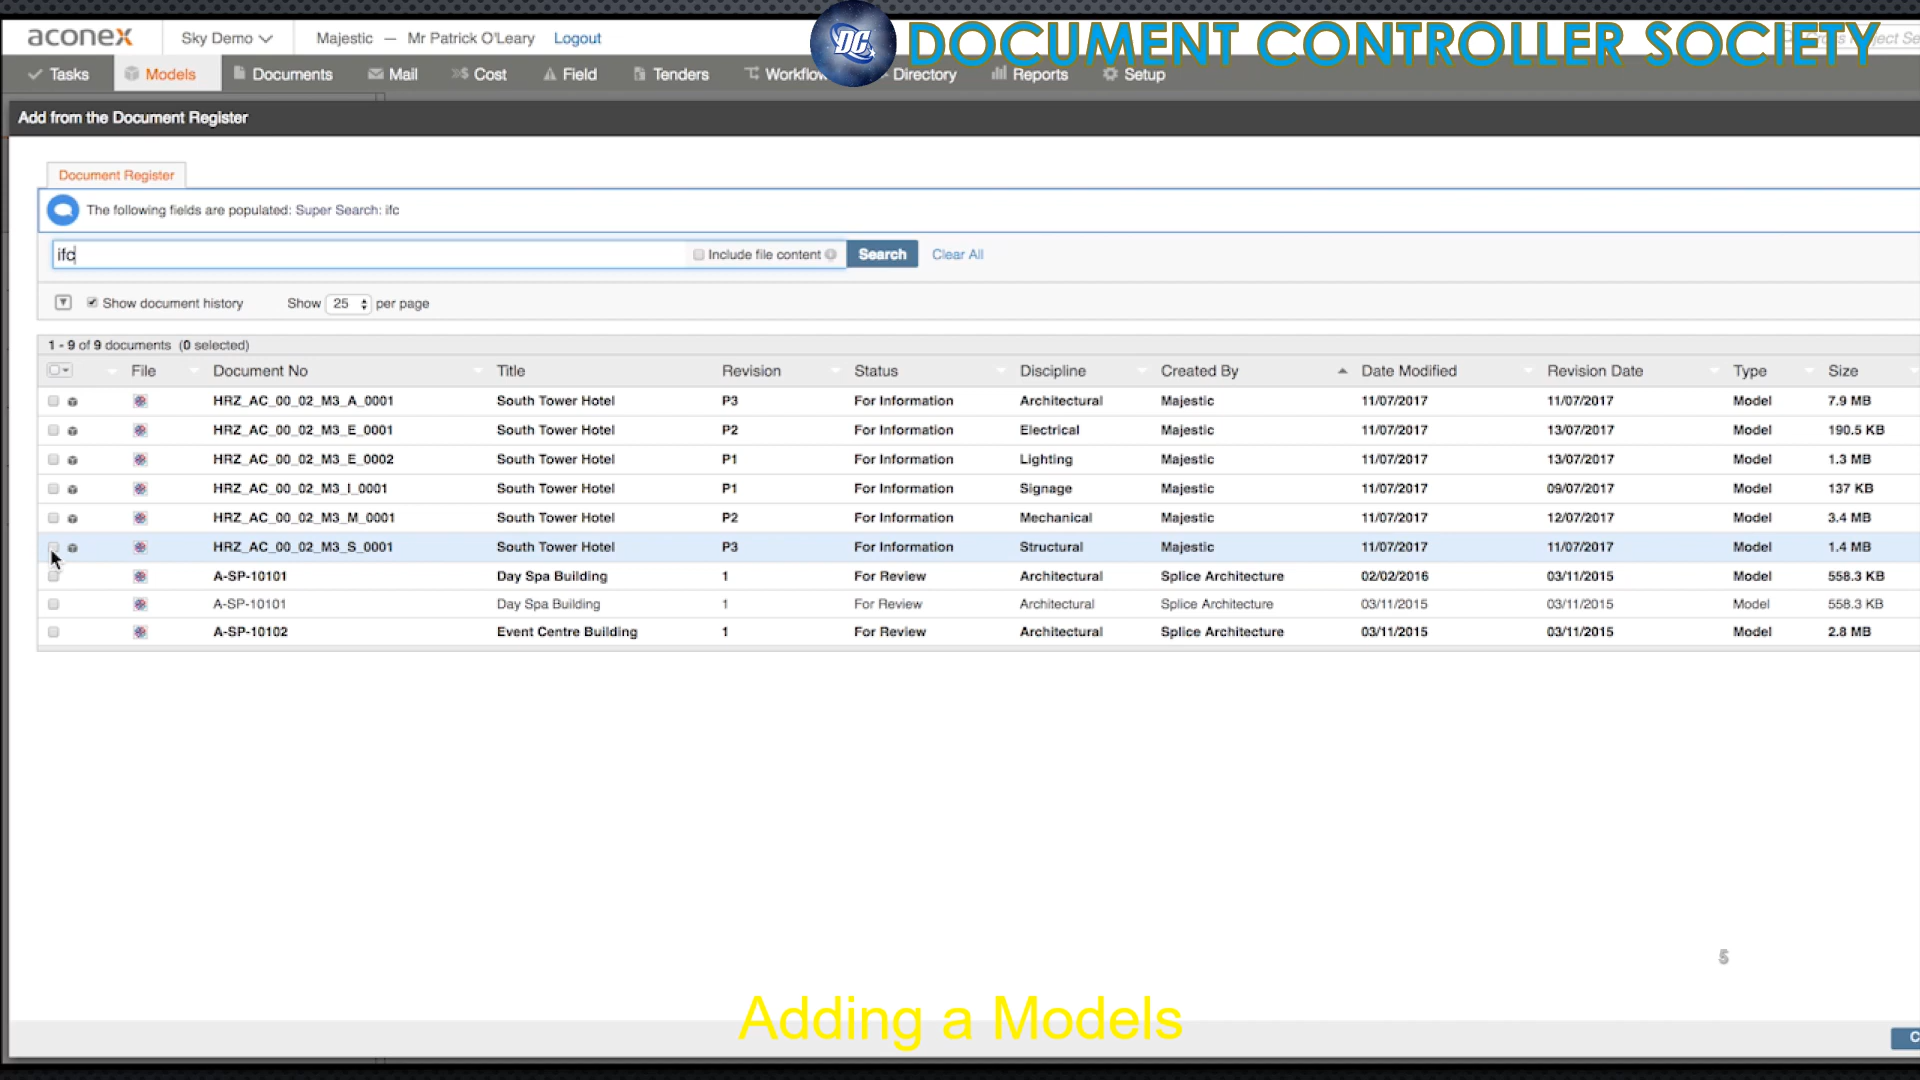 aconex Sky Demo Majestic — Mr Patrick O'Leary Logout DOCUMENT CONTROLLER SOCIETY
Tasks Models Documents Mail Cost Field Tenders Workflow Directory Reports Setup
Add from the Document Register
Document Register
The following fields are populated: Super Search: ifc
ifc Include file content Search Clear All
Show document history Show 25 per page
1 - 9 of 9 documents (0 selected)
File Document No Title Revision Status Discipline Created By Date Modified Revision Date Type Size
HRZ_AC_00_02_M3_A_0001 South Tower Hotel P3 For Information Architectural Majestic 11/07/2017 11/07/2017 Model 7.9 MB
HRZ_AC_00_02_M3_E_0001 South Tower Hotel P2 For Information Electrical Majestic 11/07/2017 13/07/2017 Model 190.5 KB
HRZ_AC_00_02_M3_E_0002 South Tower Hotel P1 For Information Lighting Majestic 11/07/2017 13/07/2017 Model 1.3 MB
HRZ_AC_00_02_M3_I_0001 South Tower Hotel P1 For Information Signage Majestic 11/07/2017 09/07/2017 Model 137 KB
HRZ_AC_00_02_M3_M_0001 South Tower Hotel P2 For Information Mechanical Majestic 11/07/2017 12/07/2017 Model 3.4 MB
HRZ_AC_00_02_M3_S_0001 South Tower Hotel P3 For Information Structural Majestic 11/07/2017 11/07/2017 Model 1.4 MB
A-SP-10101 Day Spa Building 1 For Review Architectural Splice Architecture 02/02/2016 03/11/2015 Model 558.3 KB
A-SP-10101 Day Spa Building 1 For Review Architectural Splice Architecture 03/11/2015 03/11/2015 Model 558.3 KB
A-SP-10102 Event Centre Building 1 For Review Architectural Splice Architecture 03/11/2015 03/11/2015 Model 2.8 MB
5
Adding a Models